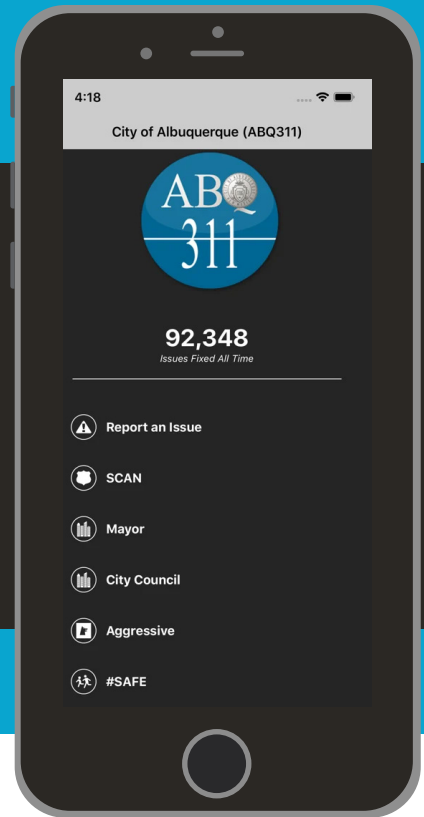 4:18
City of Albuquerque (ABQ311)
ABQ
311
92,348
Issues Fixed All Time
Report an Issue
SCAN
Mayor
City Council
Aggressive
#SAFE